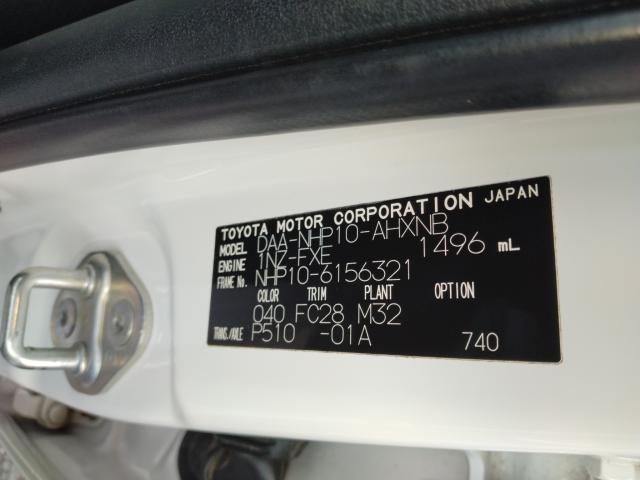 TOYOTA MOTOR CORPORATION JAPAN
MODEL DAA-NHP10-AHXNB
ENGINE 1NZ-FXE 1496 mL
FRAME No. NHP10-6156321
COLOR TRIM PLANT OPTION
040 FC28 M32
TRANS./AXLE P510 -01A 740